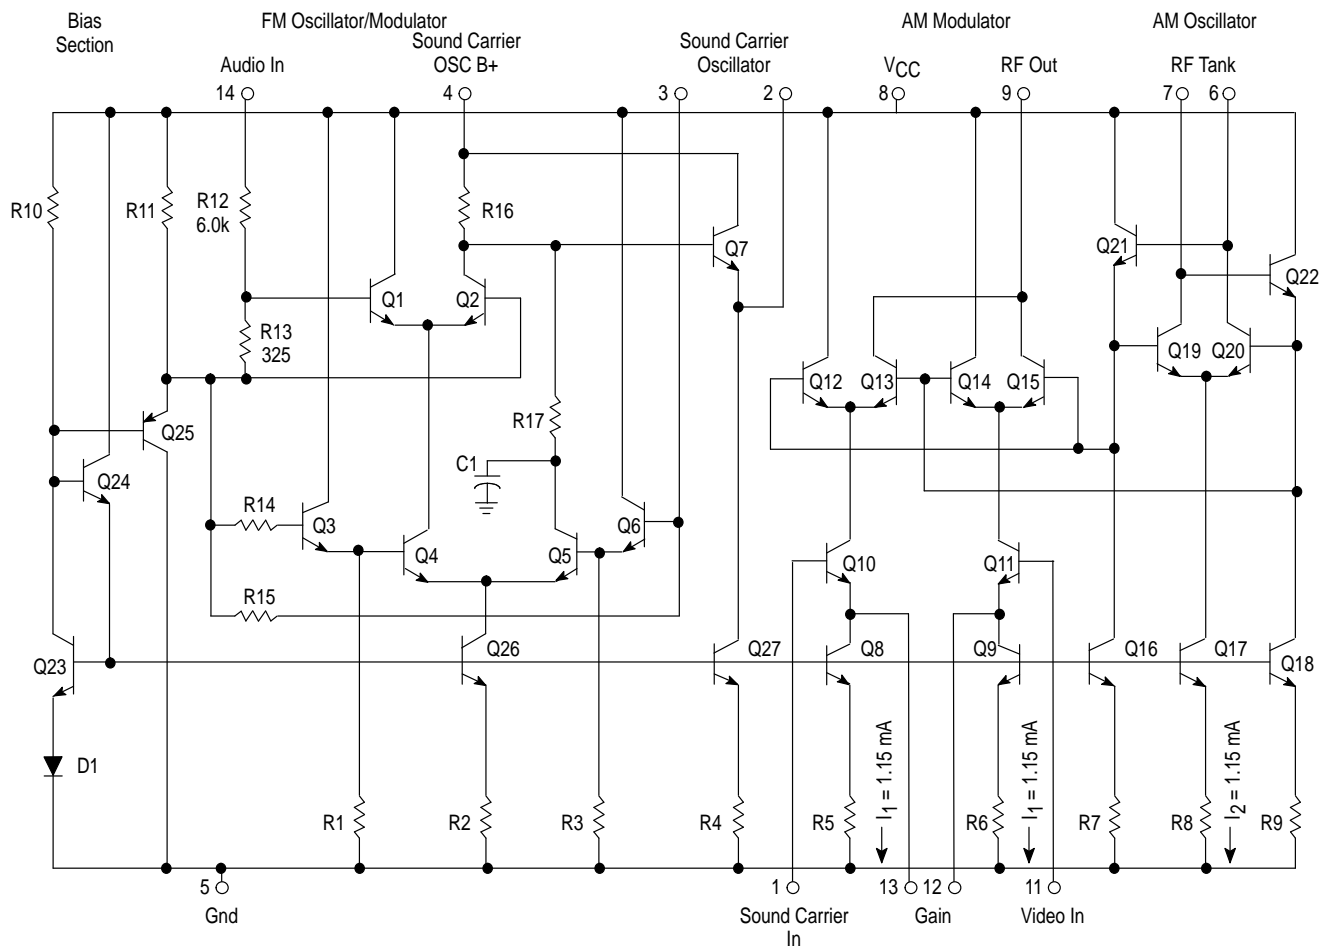 Bias
Section
FM Oscillator/Modulator
Sound Carrier
OSC B+
Audio In
Sound Carrier
Oscillator
AM Modulator
VCC
RF Out
AM Oscillator
RF Tank
14
4
3
2
8
9
7
6
R10
R11
R12
6.0k
R16
Q7
Q21
Q22
Q1
Q2
R13
325
Q19
Q20
Q12
Q13
Q14
Q15
R17
Q25
C1
Q24
R14
Q3
Q4
Q5
Q6
Q10
Q11
R15
Q23
Q26
Q27
Q8
Q9
Q16
Q17
Q18
D1
I1 = 1.15 mA
I1 = 1.15 mA
I2 = 1.15 mA
R1
R2
R3
R4
R5
R6
R7
R8
R9
5
Gnd
1
13
12
11
Sound Carrier
In
Gain
Video In